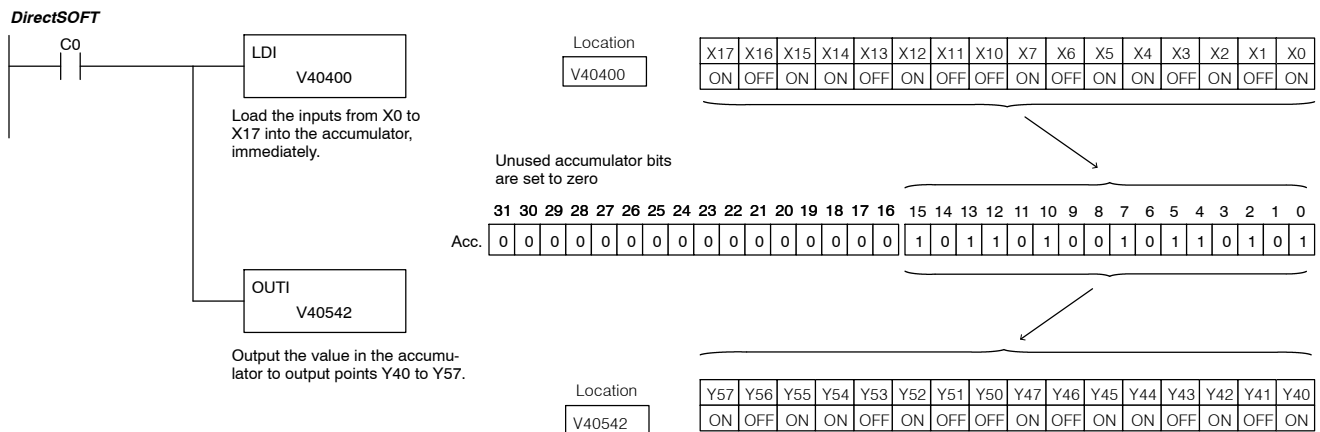 DirectSOFT
C0
LDI
V40400
Load the inputs from X0 to
X17 into the accumulator,
immediately.
Location
V40400
X17 X16 X15 X14 X13 X12 X11 X10 X7 X6 X5 X4 X3 X2 X1 X0
ON OFF ON ON OFF ON OFF OFF ON OFF ON ON OFF ON OFF ON
Unused accumulator bits
are set to zero
31 30 29 28 27 26 25 24 23 22 21 20 19 18 17 16 15 14 13 12 11 10 9 8 7 6 5 4 3 2 1 0
Acc. 0 0 0 0 0 0 0 0 0 0 0 0 0 0 0 0 1 0 1 1 0 1 0 0 1 0 1 1 0 1 0 1
OUTI
V40542
Output the value in the accumu-
lator to output points Y40 to Y57.
Location
V40542
Y57 Y56 Y55 Y54 Y53 Y52 Y51 Y50 Y47 Y46 Y45 Y44 Y43 Y42 Y41 Y40
ON OFF ON ON OFF ON OFF OFF ON OFF ON ON OFF ON OFF ON